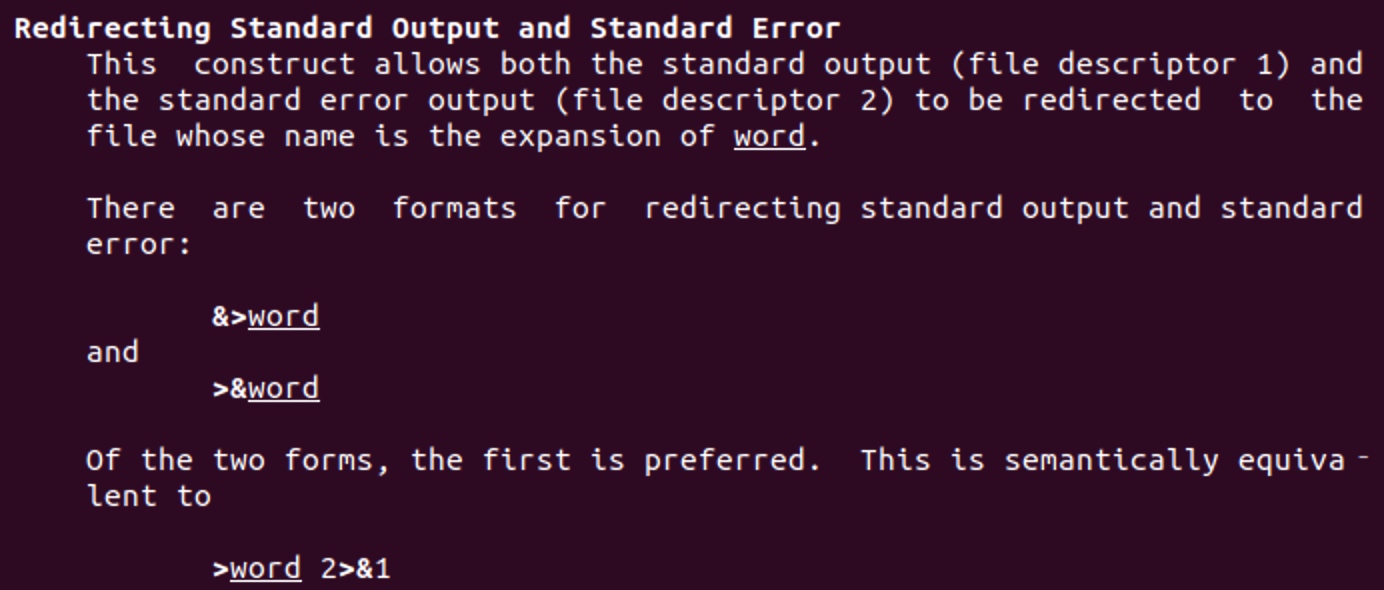 Redirecting Standard Output and Standard Error
This construct allows both the standard output (file descriptor 1) and
the standard error output (file descriptor 2) to be redirected to the
file whose name is the expansion of word.
There are two formats for redirecting standard output and standard
error:
&>word
and
>&word
Of the two forms, the first is preferred. This is semantically equiva-
lent to
>word 2>&1